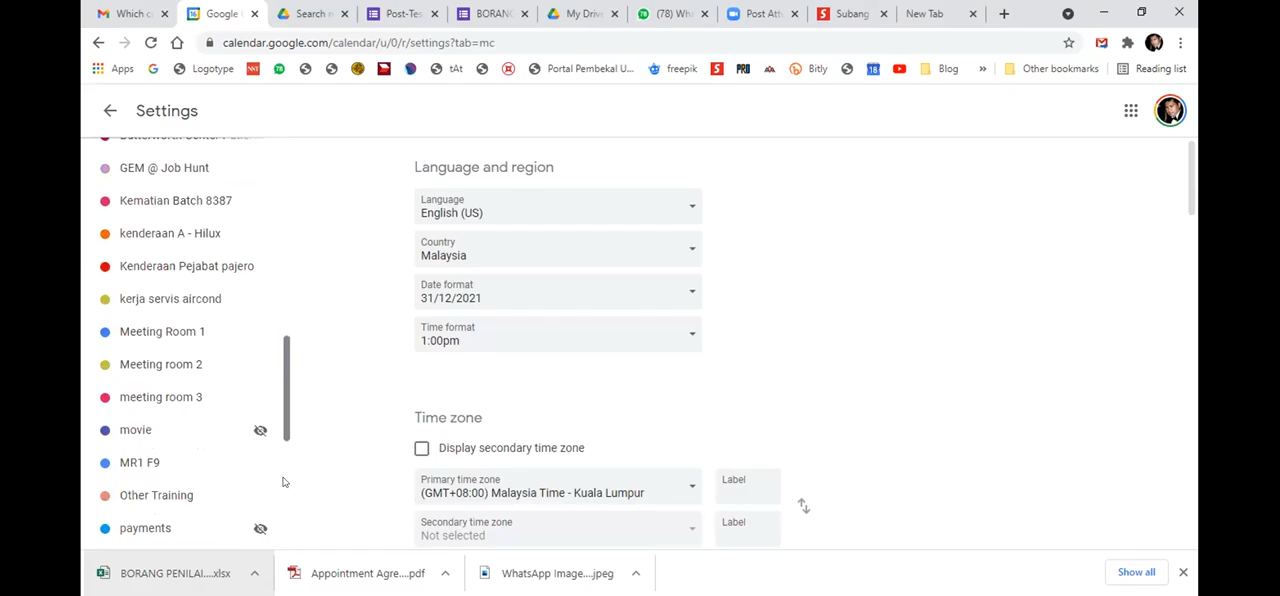 Which c
Google
Search r
Post-Tes
BORANG
My Drive
(78) Wha
Post Att
Subang
New Tab
calendar.google.com/calendar/u/0/r/settings?tab=mc
Apps
Logotype
tAt
Portal Pembekal U...
freepik
Bitly
Blog
Other bookmarks
Reading list
Settings
GEM @ Job Hunt
Kematian Batch 8387
kenderaan A - Hilux
Kenderaan Pejabat pajero
kerja servis aircond
Meeting Room 1
Meeting room 2
meeting room 3
movie
MR1 F9
Other Training
payments
Language and region
Language
English (US)
Country
Malaysia
Date format
31/12/2021
Time format
1:00pm
Time zone
Display secondary time zone
Primary time zone
(GMT+08:00) Malaysia Time - Kuala Lumpur
Label
Secondary time zone
Not selected
Label
BORANG PENILAI....xlsx
Appointment Agre....pdf
WhatsApp Image....jpeg
Show all